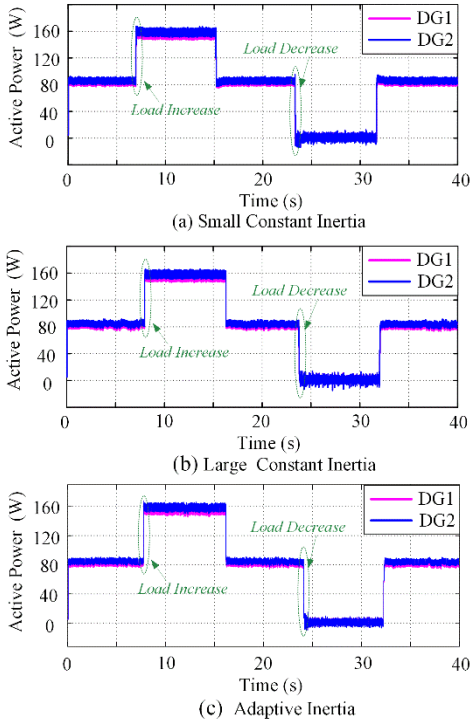 Active Power (W)
160
120
80
40
0
DG1
DG2
Load Increase
Load Decrease
0 10 20 30 40
Time (s)
(a) Small Constant Inertia
Active Power (W)
160
120
80
40
0
DG1
DG2
Load Increase
Load Decrease
0 10 20 30 40
Time (s)
(b) Large Constant Inertia
Active Power (W)
160
120
80
40
0
DG1
DG2
Load Increase
Load Decrease
0 10 20 30 40
Time (s)
(c) Adaptive Inertia